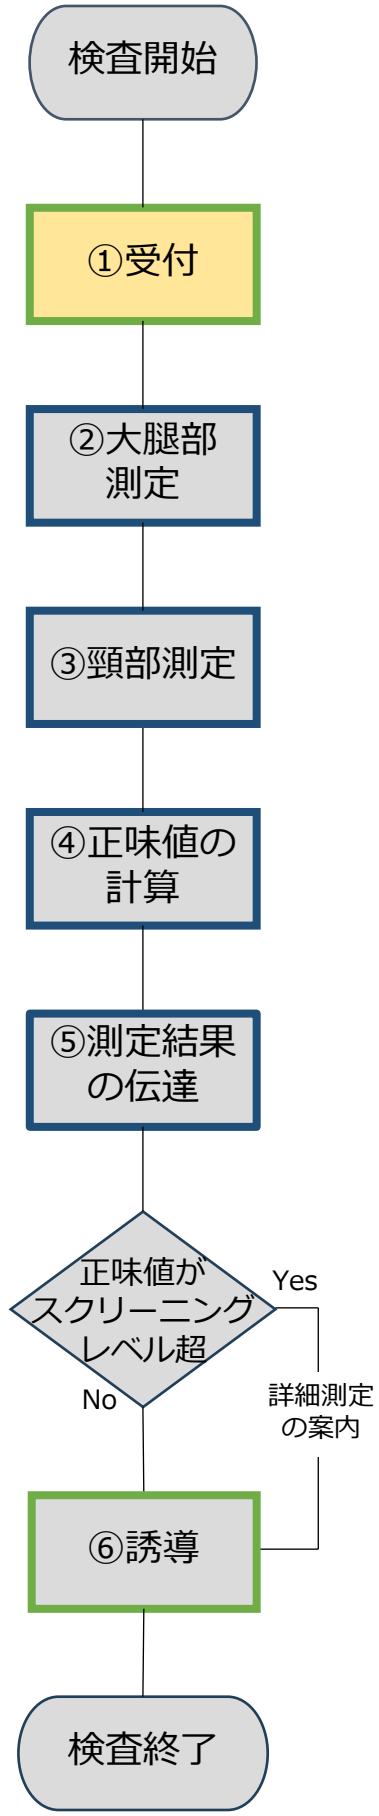 検査開始
①受付
②大腿部
測定
③頸部測定
④正味値の
計算
⑤測定結果
の伝達
正味値が
スクリーニング
レベル超
Yes
No
詳細測定
の案内
⑥誘導
検査終了